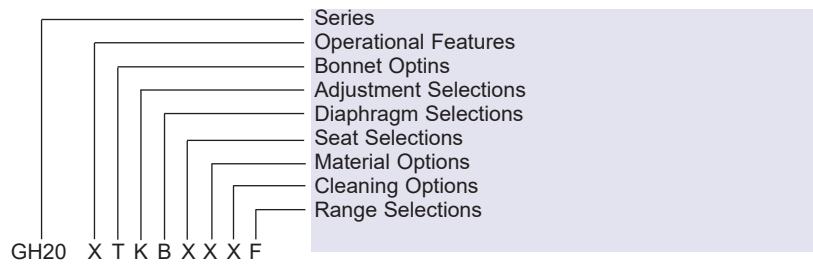 Series
Operational Features
Bonnet Optins
Adjustment Selections
Diaphragm Selections
Seat Selections
Material Options
Cleaning Options
Range Selections
GH20 X T K B X X X F